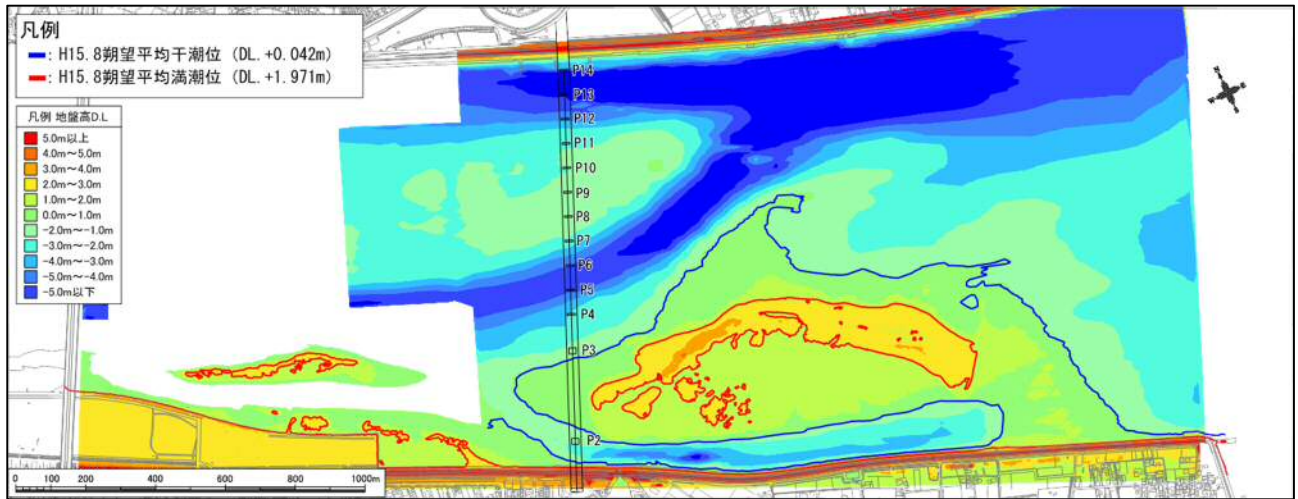 凡例
: H15.8朔望平均干潮位 (DL.+0.042m)
: H15.8朔望平均満潮位 (DL.+1.971m)
凡例 地盤高D.L
5.0m以上
4.0m～5.0m
3.0m～4.0m
2.0m～3.0m
1.0m～2.0m
0.0m～1.0m
-2.0m～-1.0m
-3.0m～-2.0m
-4.0m～-3.0m
-5.0m～-4.0m
-5.0m以下
P14
P13
P12
P11
P10
P9
P8
P7
P6
P5
P4
P3
P2
0 100 200 400 600 800 1000m